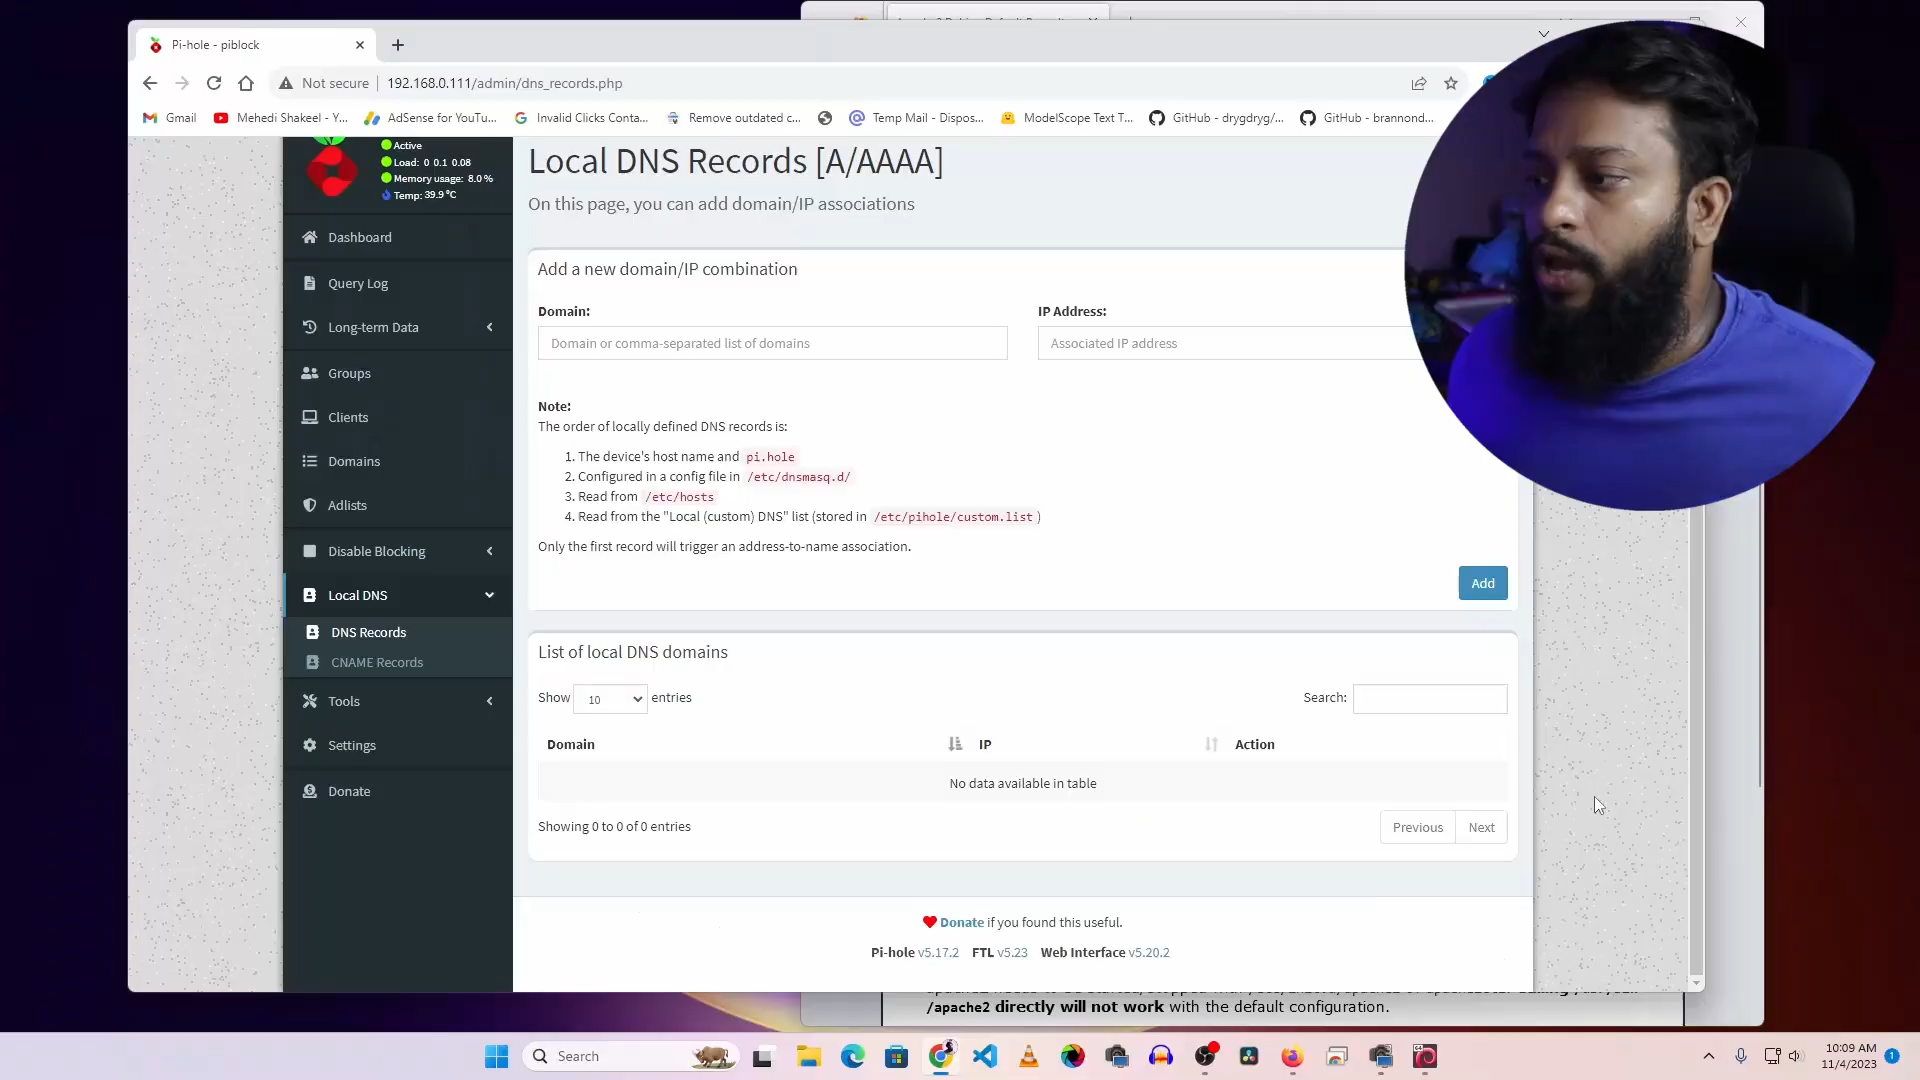 Pi-hole - piblock
Not secure
192.168.0.111/admin/dns_records.php
Gmail
Mehedi Shakeel - Y...
AdSense for YouTu...
Invalid Clicks Conta...
Remove outdated c...
Temp Mail - Dispos...
ModelScope Text T...
GitHub - drygdryg/...
GitHub - brannond...
Active
Load: 0 0.1 0.08
Memory usage: 8.0 %
Temp: 39.9 °C
Dashboard
Query Log
Long-term Data
Groups
Clients
Domains
Adlists
Disable Blocking
Local DNS
DNS Records
CNAME Records
Tools
Settings
Donate
Local DNS Records [A/AAAA]
On this page, you can add domain/IP associations
Add a new domain/IP combination
Domain:
IP Address:
Domain or comma-separated list of domains
Associated IP address
Note:
The order of locally defined DNS records is:
1. The device's host name and pi.hole
2. Configured in a config file in /etc/dnsmasq.d/
3. Read from /etc/hosts
4. Read from the "Local (custom) DNS" list (stored in /etc/pihole/custom.list )
Only the first record will trigger an address-to-name association.
Add
List of local DNS domains
Show 10 entries
Search:
Domain
IP
Action
No data available in table
Showing 0 to 0 of 0 entries
Previous
Next
Donate if you found this useful.
Pi-hole v5.17.2 FTL v5.23 Web Interface v5.20.2
/apache2 directly will not work with the default configuration.
Search
10:09 AM
11/4/2023
1